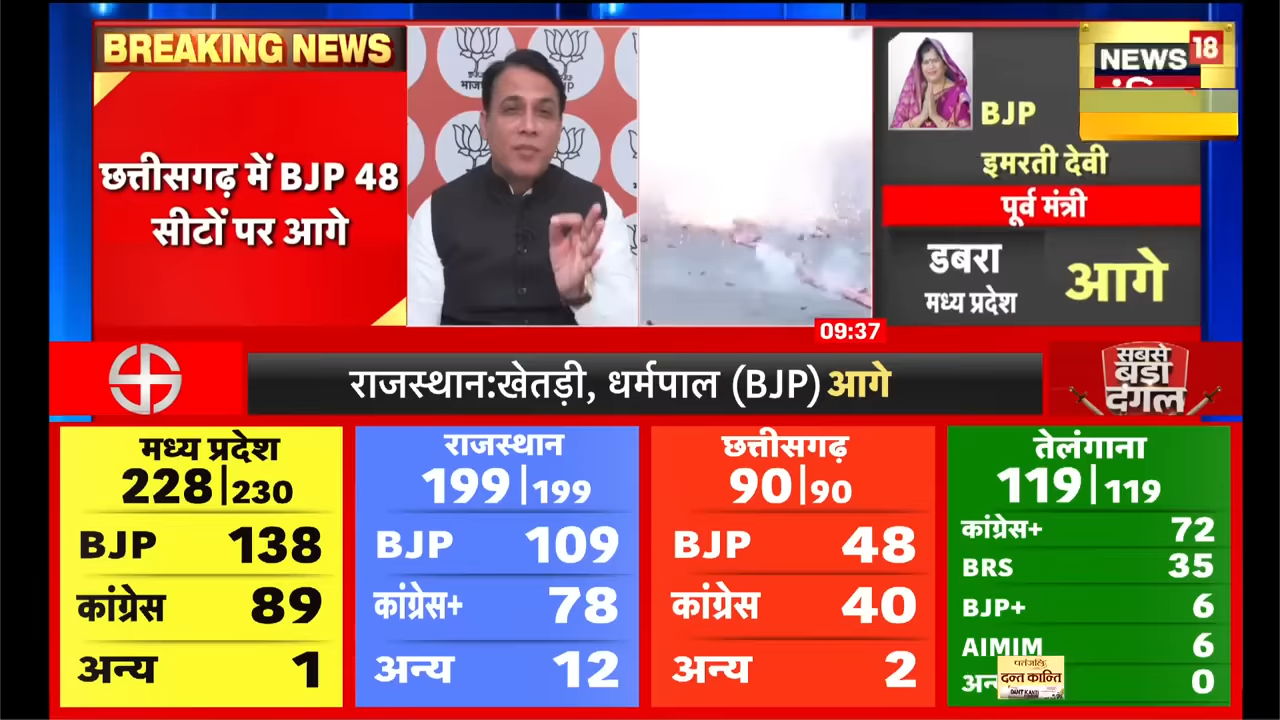 BREAKING NEWS
छत्तीसगढ़ में BJP 48
सीटों पर आगे
BJP
इमरती देवी
पूर्व मंत्री
डबरा
मध्य प्रदेश
आगे
NEWS 18
09:37
राजस्थान:खेतड़ी, धर्मपाल (BJP) आगे
सबसे
बड़ा
दंगल
मध्य प्रदेश
228|230
BJP 138
कांग्रेस 89
अन्य 1
राजस्थान
199|199
BJP 109
कांग्रेस+ 78
अन्य 12
छत्तीसगढ़
90|90
BJP 48
कांग्रेस 40
अन्य 2
तेलंगाना
119|119
कांग्रेस+ 72
BRS 35
BJP+ 6
AIMIM 6
0
पतंजलि
दन्त कान्ति